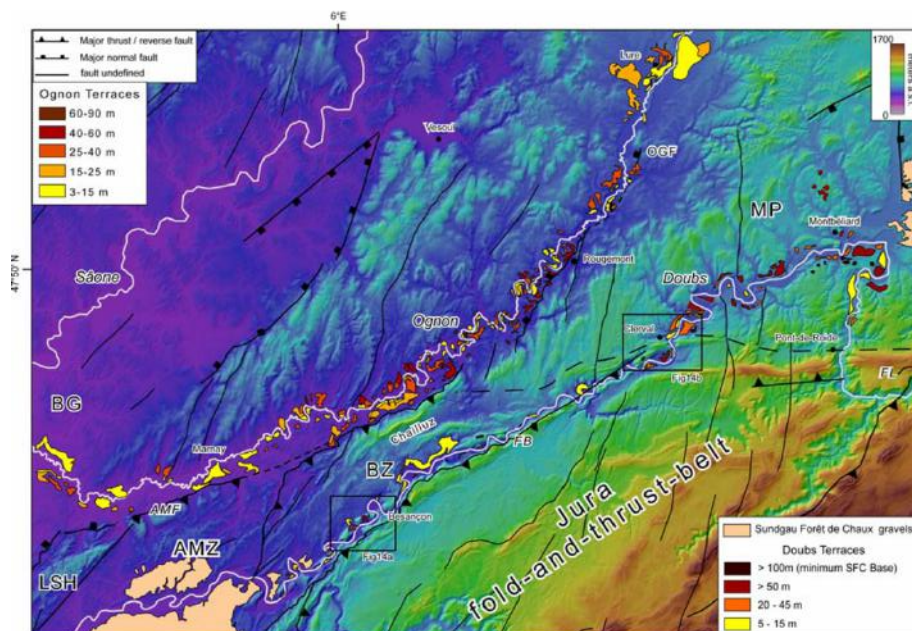 6°E
47°50' N
Major thrust / reverse fault
Major normal fault
fault undefined
Ognon Terraces
60-90 m
40-60 m
25-40 m
15-25 m
3-15 m
1700
meters a.s.l.
0
Lure
Vesoul
OGF
MP
Montbéliard
Rougemont
Saône
Doubs
Ognon
Clerval
Pont-de-Roide
Fig14b
FL
BG
Chailluz
Marnay
FB
BZ
AMF
Besançon
Jura
fold-and-thrust-belt
AMZ
Fig14a
LSH
Sundgau Forêt de Chaux gravels
Doubs Terraces
> 100m (minimum SFC Base)
> 50 m
20 - 45 m
5 - 15 m